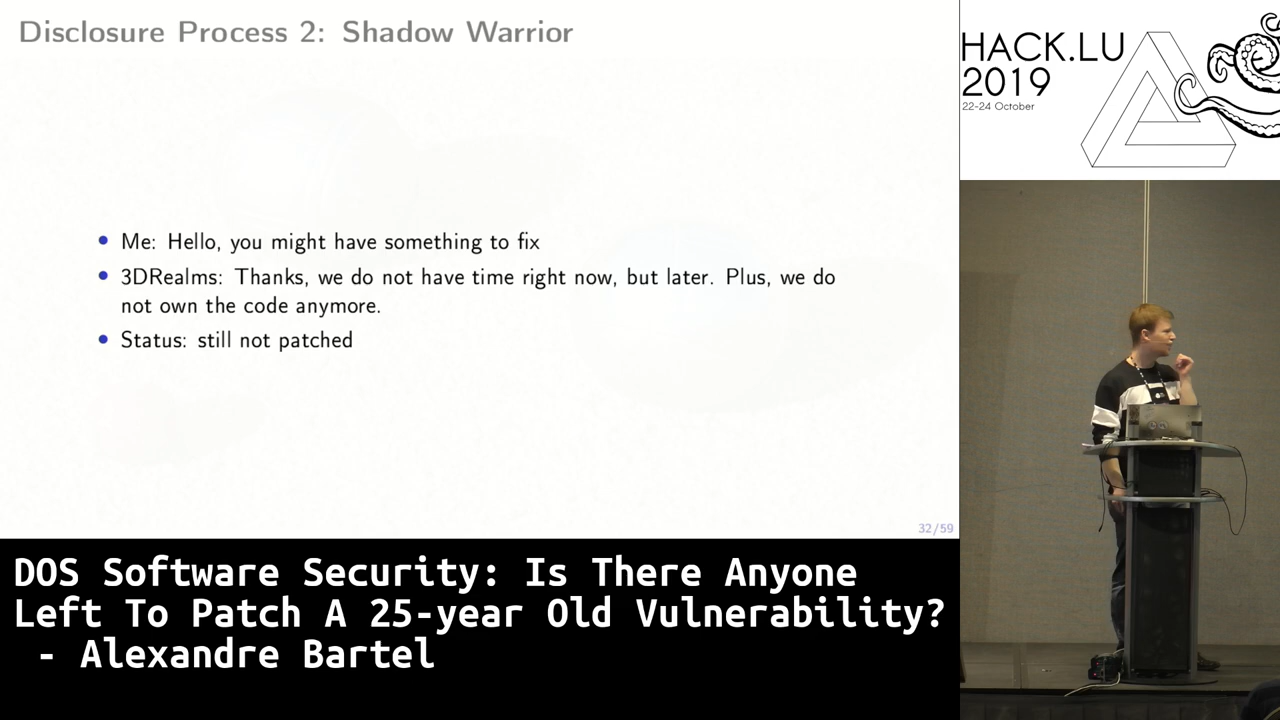 Disclosure Process 2: Shadow Warrior
HACK.LU
2019
22-24 October
• Me: Hello, you might have something to fix
• 3DRealms: Thanks, we do not have time right now, but later. Plus, we do
not own the code anymore.
• Status: still not patched
32/59
DOS Software Security: Is There Anyone
Left To Patch A 25-year Old Vulnerability?
- Alexandre Bartel